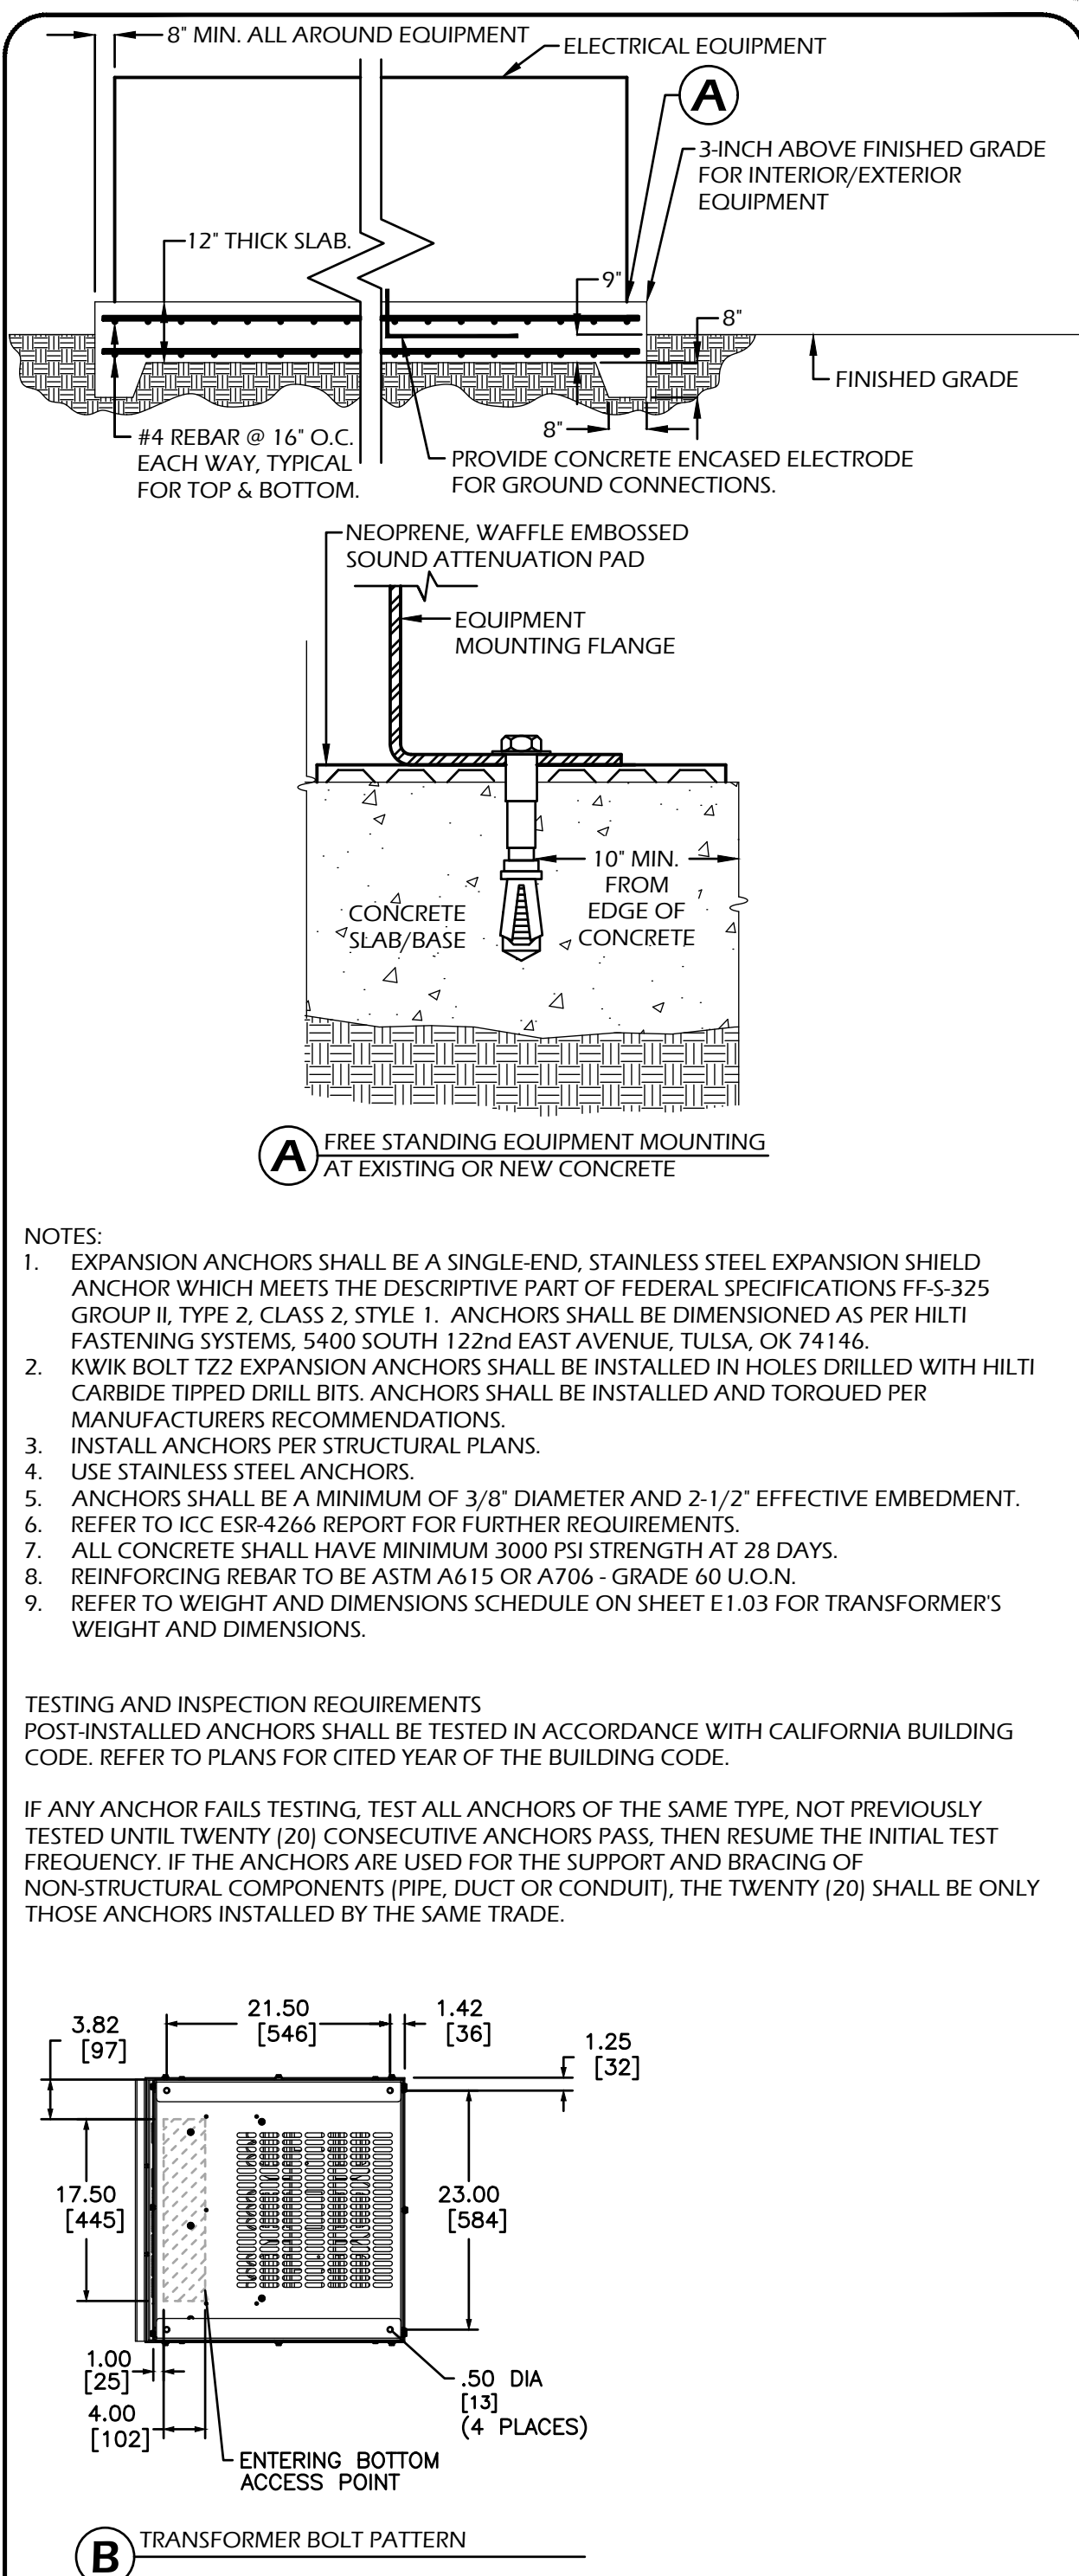 8" MIN. ALL AROUND EQUIPMENT
ELECTRICAL EQUIPMENT
A
3-INCH ABOVE FINISHED GRADE
FOR INTERIOR/EXTERIOR
EQUIPMENT
12" THICK SLAB.
9"
8"
FINISHED GRADE
8"
#4 REBAR @ 16" O.C.
EACH WAY, TYPICAL
FOR TOP & BOTTOM.
PROVIDE CONCRETE ENCASED ELECTRODE
FOR GROUND CONNECTIONS.
NEOPRENE, WAFFLE EMBOSSED
SOUND ATTENUATION PAD
EQUIPMENT
MOUNTING FLANGE
10" MIN.
FROM
EDGE OF
CONCRETE
CONCRETE
SLAB/BASE
A
FREE STANDING EQUIPMENT MOUNTING
AT EXISTING OR NEW CONCRETE
NOTES:
1. EXPANSION ANCHORS SHALL BE A SINGLE-END, STAINLESS STEEL EXPANSION SHIELD
ANCHOR WHICH MEETS THE DESCRIPTIVE PART OF FEDERAL SPECIFICATIONS FF-S-325
GROUP II, TYPE 2, CLASS 2, STYLE 1. ANCHORS SHALL BE DIMENSIONED AS PER HILTI
FASTENING SYSTEMS, 5400 SOUTH 122nd EAST AVENUE, TULSA, OK 74146.
2. KWIK BOLT TZ2 EXPANSION ANCHORS SHALL BE INSTALLED IN HOLES DRILLED WITH HILTI
CARBIDE TIPPED DRILL BITS. ANCHORS SHALL BE INSTALLED AND TORQUED PER
MANUFACTURERS RECOMMENDATIONS.
3. INSTALL ANCHORS PER STRUCTURAL PLANS.
4. USE STAINLESS STEEL ANCHORS.
5. ANCHORS SHALL BE A MINIMUM OF 3/8" DIAMETER AND 2-1/2" EFFECTIVE EMBEDMENT.
6. REFER TO ICC ESR-4266 REPORT FOR FURTHER REQUIREMENTS.
7. ALL CONCRETE SHALL HAVE MINIMUM 3000 PSI STRENGTH AT 28 DAYS.
8. REINFORCING REBAR TO BE ASTM A615 OR A706 - GRADE 60 U.O.N.
9. REFER TO WEIGHT AND DIMENSIONS SCHEDULE ON SHEET E1.03 FOR TRANSFORMER'S
WEIGHT AND DIMENSIONS.
TESTING AND INSPECTION REQUIREMENTS
POST-INSTALLED ANCHORS SHALL BE TESTED IN ACCORDANCE WITH CALIFORNIA BUILDING
CODE. REFER TO PLANS FOR CITED YEAR OF THE BUILDING CODE.
IF ANY ANCHOR FAILS TESTING, TEST ALL ANCHORS OF THE SAME TYPE, NOT PREVIOUSLY
TESTED UNTIL TWENTY (20) CONSECUTIVE ANCHORS PASS, THEN RESUME THE INITIAL TEST
FREQUENCY. IF THE ANCHORS ARE USED FOR THE SUPPORT AND BRACING OF
NON-STRUCTURAL COMPONENTS (PIPE, DUCT OR CONDUIT), THE TWENTY (20) SHALL BE ONLY
THOSE ANCHORS INSTALLED BY THE SAME TRADE.
3.82
[97]
21.50
[546]
1.42
[36]
1.25
[32]
17.50
[445]
23.00
[584]
1.00
[25]
4.00
[102]
.50 DIA
[13]
(4 PLACES)
ENTERING BOTTOM
ACCESS POINT
B
TRANSFORMER BOLT PATTERN